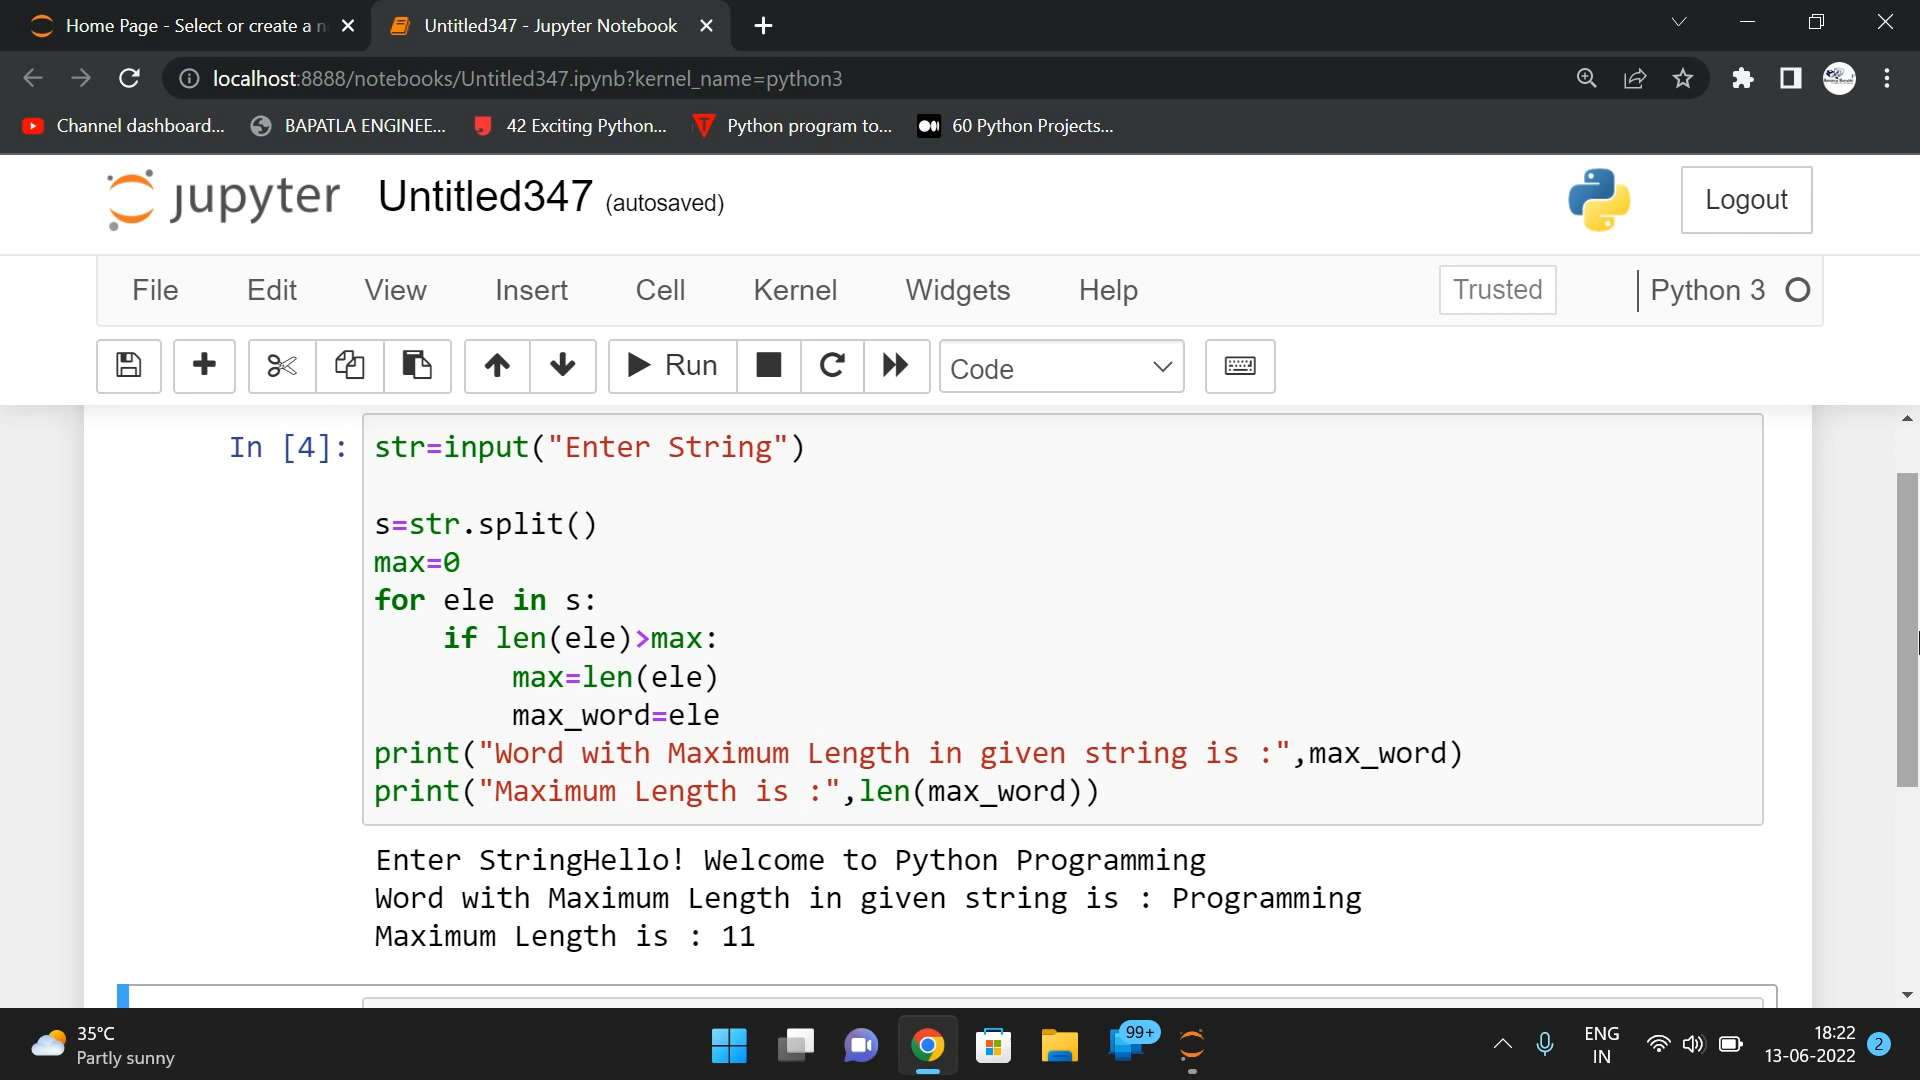 Home Page - Select or create a n
Untitled347 - Jupyter Notebook
localhost:8888/notebooks/Untitled347.ipynb?kernel_name=python3
Channel dashboard...
BAPATLA ENGINEE...
42 Exciting Python...
Python program to...
60 Python Projects...
jupyter
Untitled347 (autosaved)
Logout
File Edit View Insert Cell Kernel Widgets Help
Trusted
Python 3
Run
Code
In [4]:
str=input("Enter String")
s=str.split()
max=0
for ele in s:
    if len(ele)>max:
        max=len(ele)
        max_word=ele
print("Word with Maximum Length in given string is :",max_word)
print("Maximum Length is :",len(max_word))
Enter StringHello! Welcome to Python Programming
Word with Maximum Length in given string is : Programming
Maximum Length is : 11
35°C
Partly sunny
99+
ENG
IN
18:22
13-06-2022
2